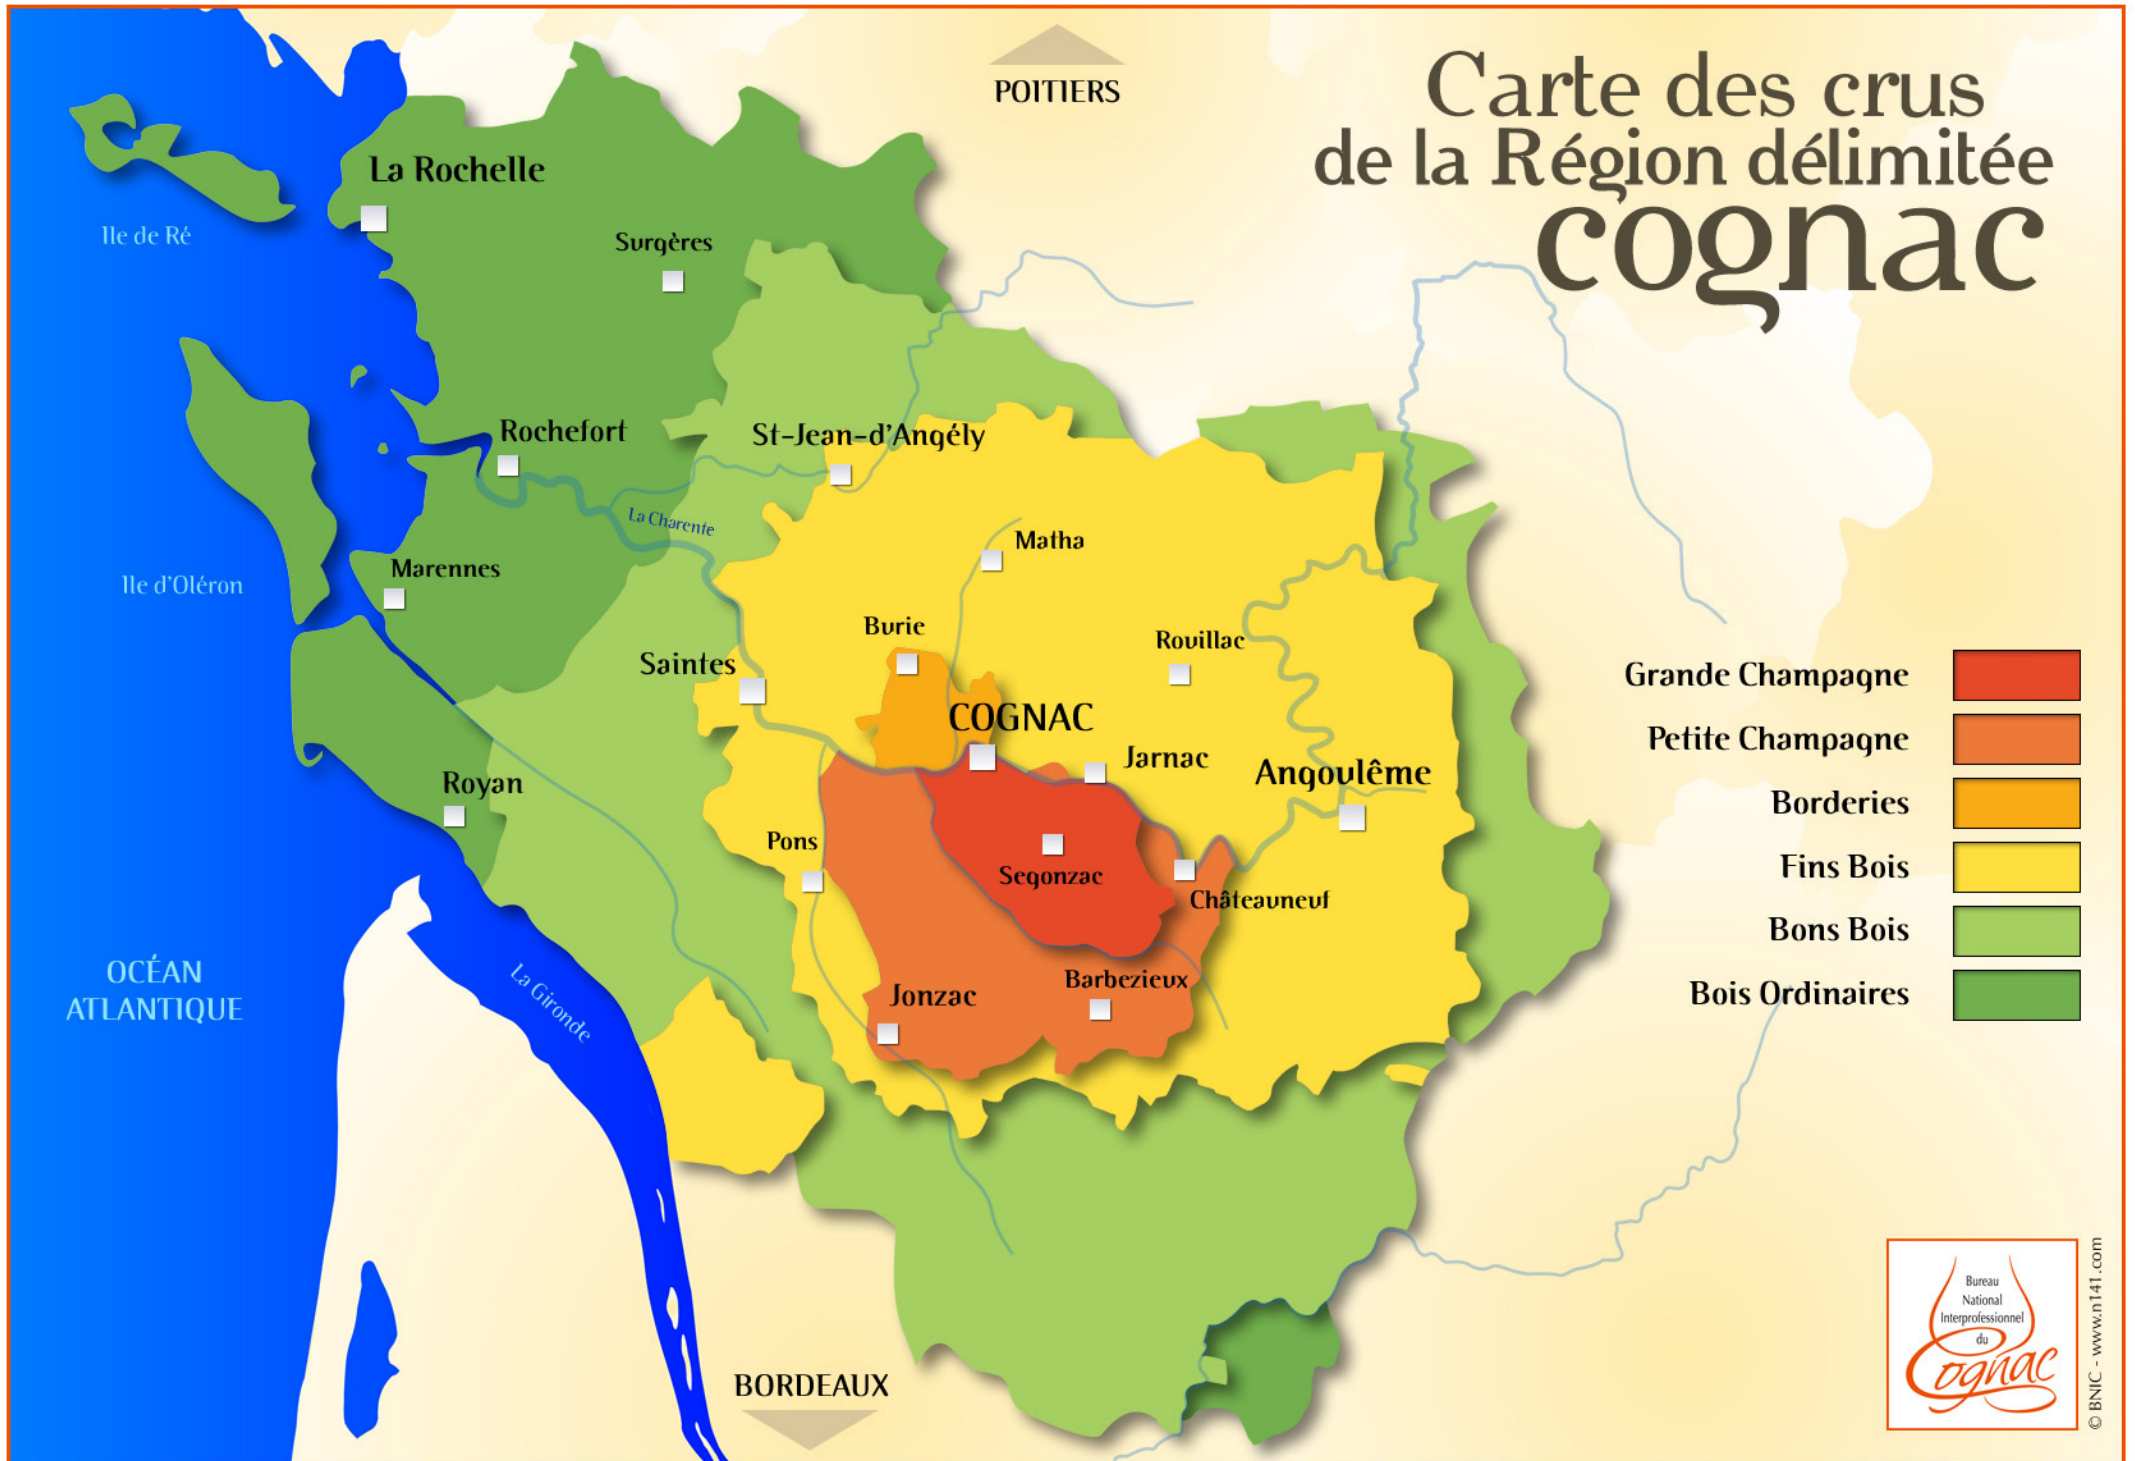 POITIERS
Carte des crus
de la Région délimitée
cognac
La Rochelle
Ile de Ré
Surgères
Rochefort
St-Jean-d'Angély
La Charente
Matha
Marennes
Ile d'Oléron
Burie
Rouillac
Saintes
COGNAC
Jarnac
Angoulême
Royan
Pons
Segonzac
Châteauneuf
OCÉAN
ATLANTIQUE
La Gironde
Jonzac
Barbezieux
BORDEAUX
Grande Champagne
Petite Champagne
Borderies
Fins Bois
Bons Bois
Bois Ordinaires
Bureau
National
Interprofessionnel
du
Cognac
© BNIC - www.n141.com